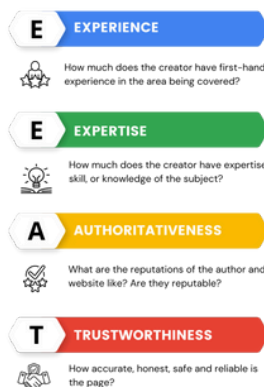 E EXPERIENCE
How much does the creator have first-hand
experience in the area being covered?
E EXPERTISE
How much does the creator have expertise
skill, or knowledge of the subject?
A AUTHORITATIVENESS
What are the reputations of the author and
website like? Are they reputable?
T TRUSTWORTHINESS
How accurate, honest, safe and reliable is
the page?